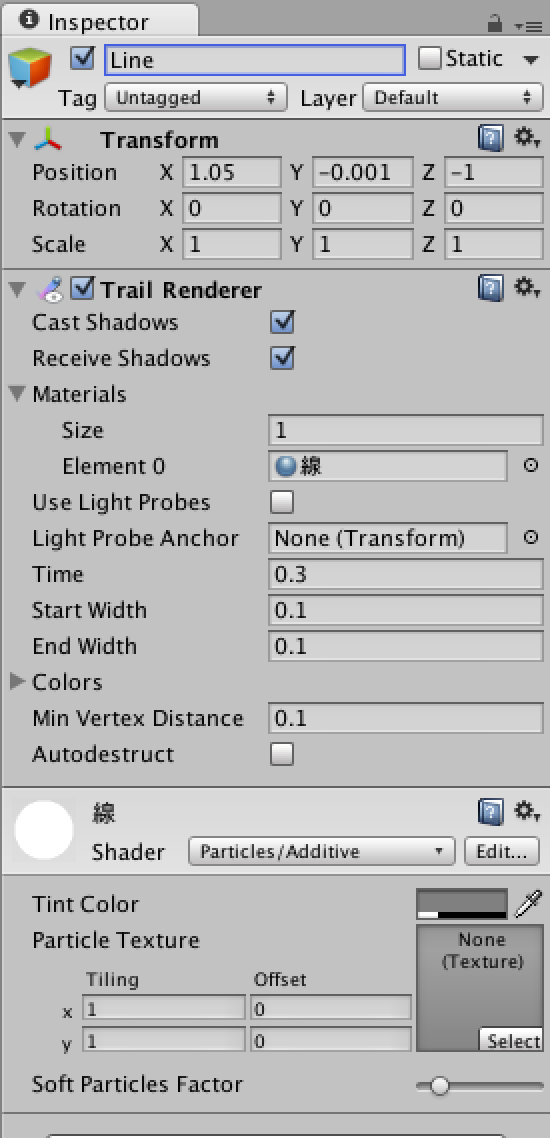 Inspector
Line Static
Tag Untagged Layer Default
Transform
Position X 1.05 Y -0.001 Z -1
Rotation X 0 Y 0 Z 0
Scale X 1 Y 1 Z 1
Trail Renderer
Cast Shadows
Receive Shadows
Materials
Size 1
Element 0 線
Use Light Probes
Light Probe Anchor None (Transform)
Time 0.3
Start Width 0.1
End Width 0.1
Colors
Min Vertex Distance 0.1
Autodestruct
線
Shader Particles/Additive Edit...
Tint Color
Particle Texture None
(Texture)
Tiling Offset
x 1 0
y 1 0 Select
Soft Particles Factor